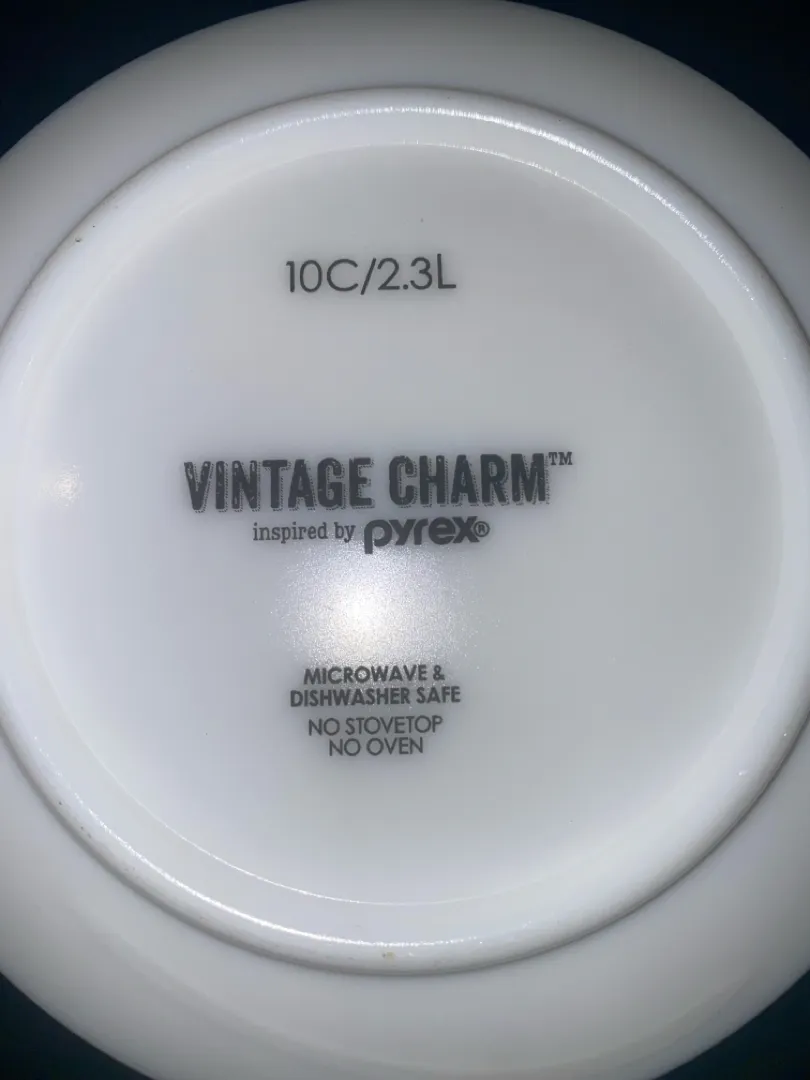 10C/2.3L
VINTAGE CHARM™
inspired by pyrex®
MICROWAVE &
DISHWASHER SAFE
NO STOVETOP
NO OVEN